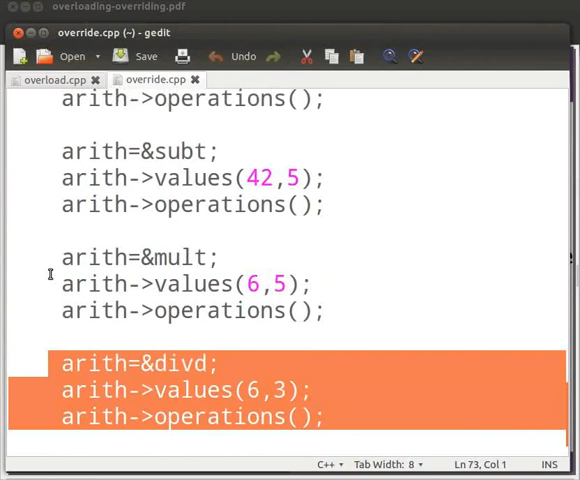 overloading-overriding.pdf
override.cpp (~) - gedit
Open Save Undo
overload.cpp override.cpp
arith->operations();
arith=&subt;
arith->values(42,5);
arith->operations();
arith=&mult;
arith->values(6,5);
arith->operations();
arith=&divd;
arith->values(6,3);
arith->operations();
C++ Tab Width: 8 Ln 73, Col 1 INS